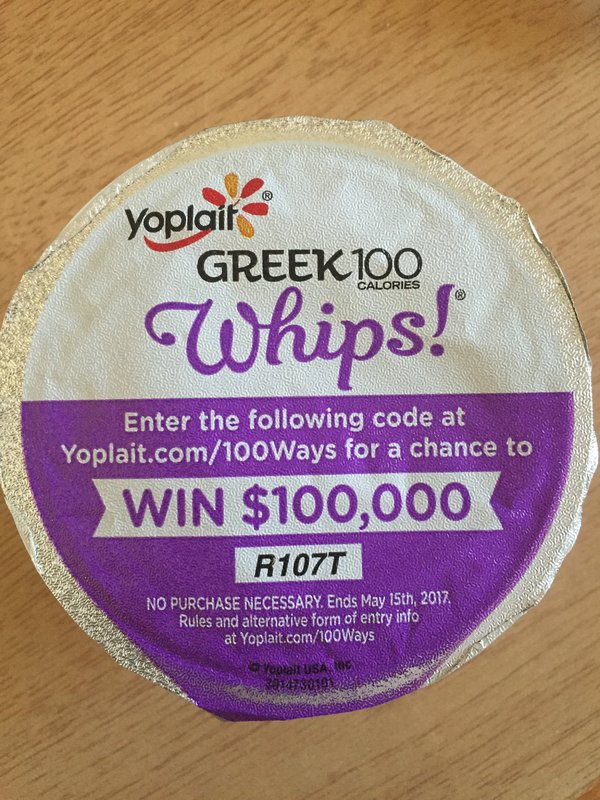 Yoplait®
GREEK 100
CALORIES
Whips!®
Enter the following code at
Yoplait.com/100Ways for a chance to
WIN $100,000
R107T
NO PURCHASE NECESSARY. Ends May 15th, 2017.
Rules and alternative form of entry info
at Yoplait.com/100Ways
© Yoplait USA, Inc